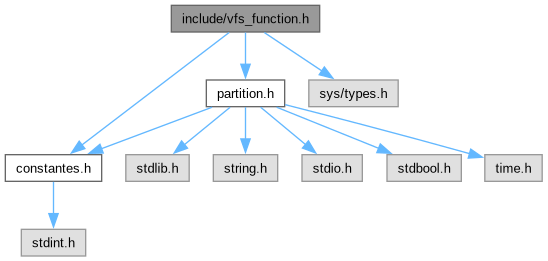 include/vfs_function.h
partition.h
sys/types.h
constantes.h
stdlib.h
string.h
stdio.h
stdbool.h
time.h
stdint.h